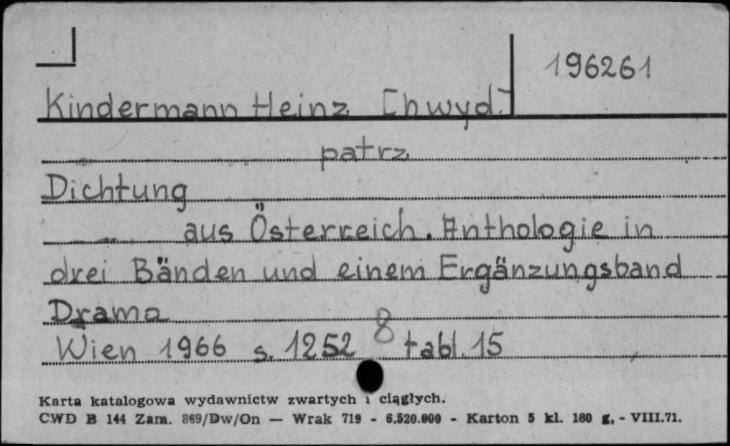 196261
Kindermann Heinz [hwyd.]
patrz
Dichtung
aus Österreich. Anthologie in
drei Bänden und einem Ergänzungsband
Drama
Wien 1966 s. 1252 8 tabl. 15
Karta katalogowa wydawnictw zwartych i ciągłych.
CWD B 144 Zam. 869/Dw/On — Wrak 719 - 6.520.000 - Karton 5 kl. 180 g. - VIII.71.